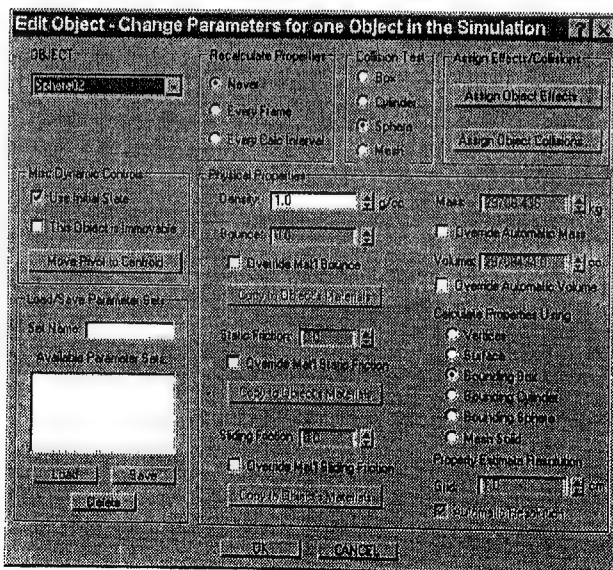 Edit Object - Change Parameters for one Object in the Simulation
OBJECT:
Sphere02
Recalculate Properties
Never
Every Frame
Every Calc Interval
Collision Test
Box
Cylinder
Sphere
Mesh
Assign Effects/Collisions
Assign Object Effects...
Assign Object Collisions...
Misc Dynamic Controls
Use Initial State
This Object is Immovable
Move Pivot to Centroid
Load/Save Parameter Sets
Set Name:
Available Parameter Sets:
Load
Save
Delete
Physical Properties
Density: 1.0 g/cc
Bounce: 1.0
Override Mat'l Bounce
Copy to Object's Materials
Static Friction:
Override Mat'l Static Friction
Copy to Object's Materials
Sliding Friction:
Override Mat'l Sliding Friction
Copy to Object's Materials
Mass: kg
Override Automatic Mass
Volume: cc
Override Automatic Volume
Calculate Properties Using
Vertices
Surface
Bounding Box
Bounding Cylinder
Bounding Sphere
Mesh Solid
Property Estimate Resolution
Grid: cm
Automatic Resolution
OK
CANCEL